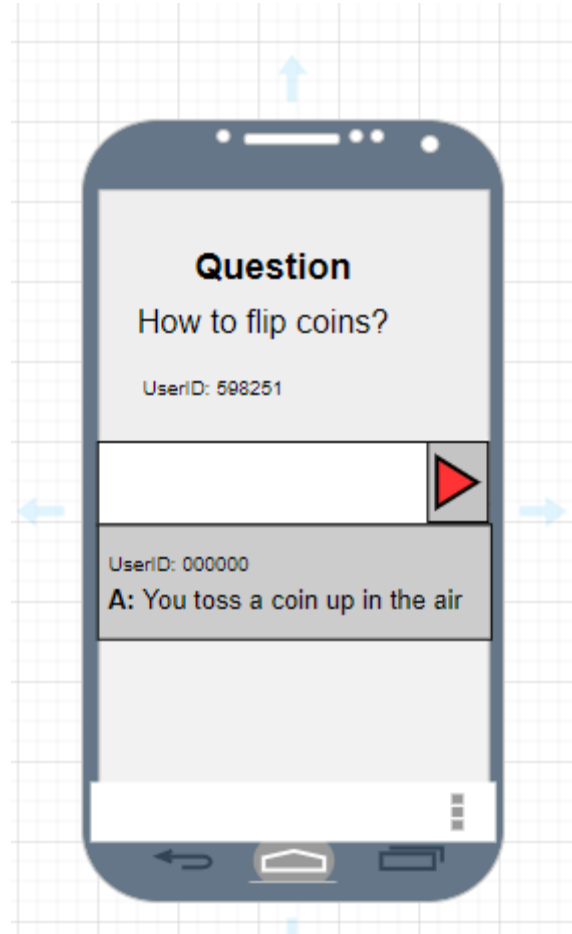 Question
How to flip coins?
UserID: 598251
UserID: 000000
A: You toss a coin up in the air